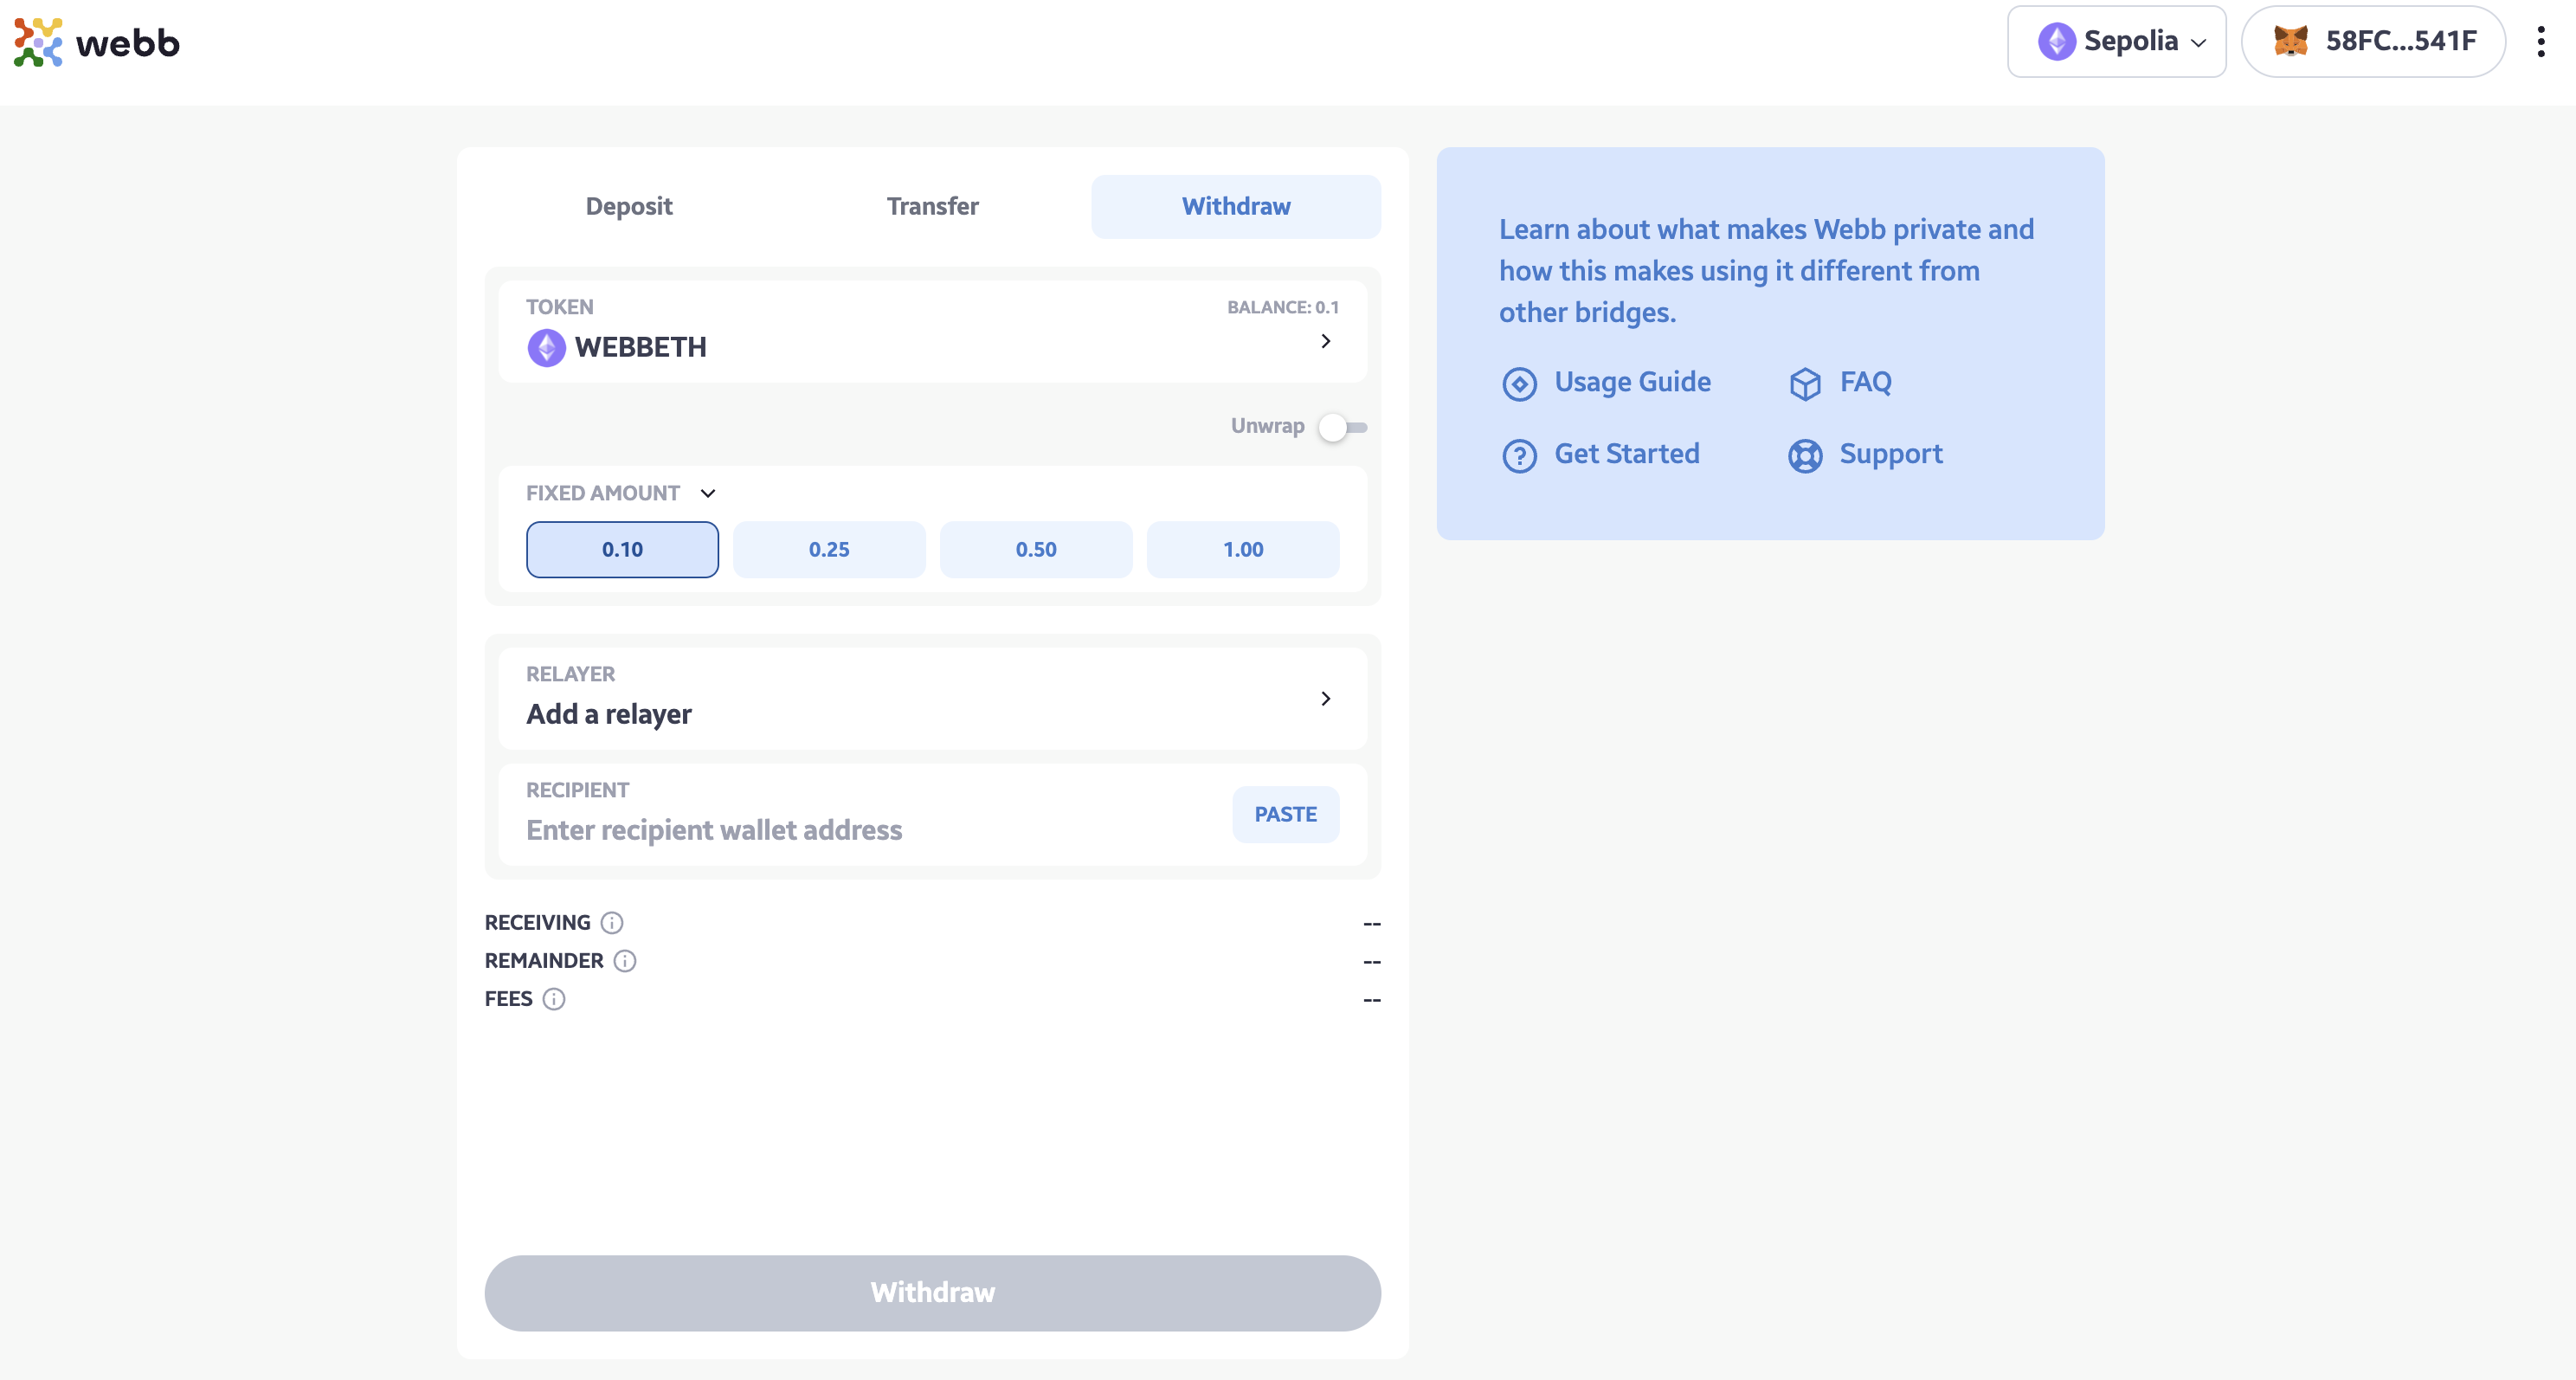 webb
Sepolia
58FC...541F
Deposit
Transfer
Withdraw
TOKEN
BALANCE: 0.1
WEBBETH
Unwrap
FIXED AMOUNT
0.10
0.25
0.50
1.00
RELAYER
Add a relayer
RECIPIENT
Enter recipient wallet address
PASTE
RECEIVING
--
REMAINDER
--
FEES
--
Withdraw
Learn about what makes Webb private and
how this makes using it different from
other bridges.
Usage Guide
FAQ
Get Started
Support